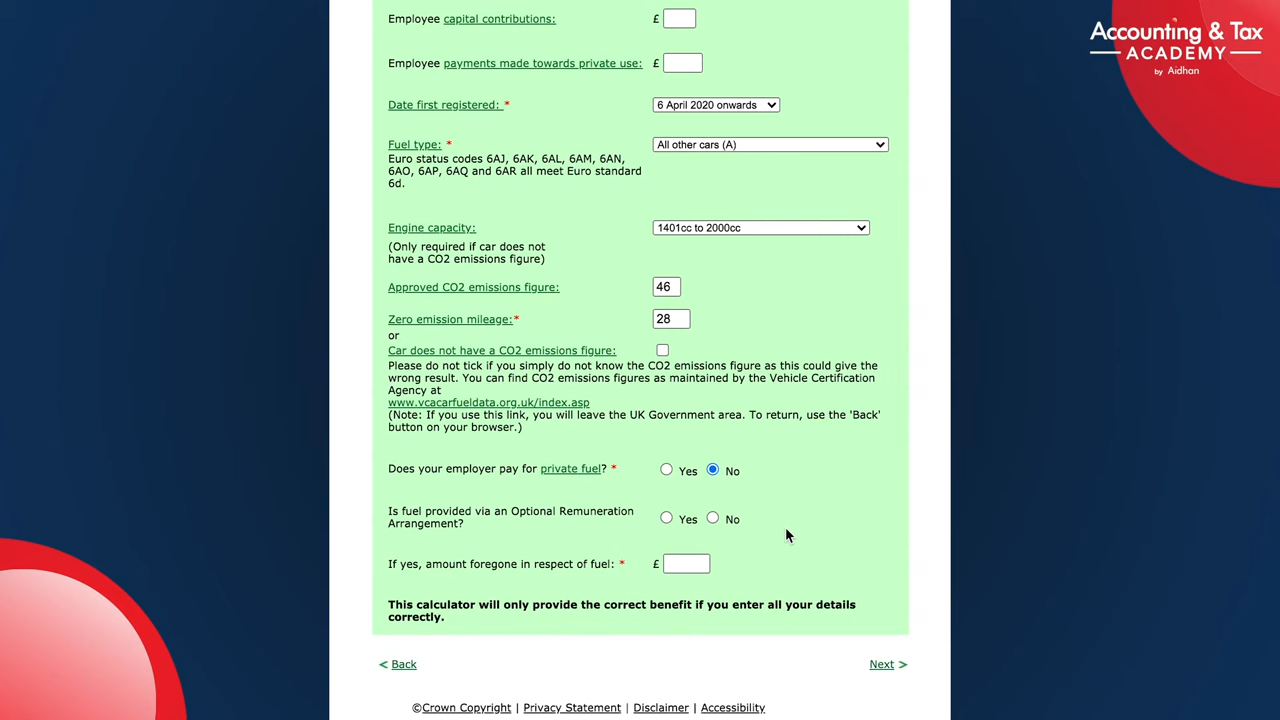 Accounting & Tax
ACADEMY
by Aidhan
Employee capital contributions: £
Employee payments made towards private use: £
Date first registered: * 6 April 2020 onwards
Fuel type: * All other cars (A)
Euro status codes 6AJ, 6AK, 6AL, 6AM, 6AN,
6AO, 6AP, 6AQ and 6AR all meet Euro standard
6d.
Engine capacity: 1401cc to 2000cc
(Only required if car does not
have a CO2 emissions figure)
Approved CO2 emissions figure: 46
Zero emission mileage:* 28
or
Car does not have a CO2 emissions figure:
Please do not tick if you simply do not know the CO2 emissions figure as this could give the
wrong result. You can find CO2 emissions figures as maintained by the Vehicle Certification
Agency at
www.vcacarfueldata.org.uk/index.asp
(Note: If you use this link, you will leave the UK Government area. To return, use the 'Back'
button on your browser.)
Does your employer pay for private fuel? * Yes No
Is fuel provided via an Optional Remuneration
Arrangement? Yes No
If yes, amount foregone in respect of fuel: * £
This calculator will only provide the correct benefit if you enter all your details
correctly.
< Back Next >
©Crown Copyright | Privacy Statement | Disclaimer | Accessibility